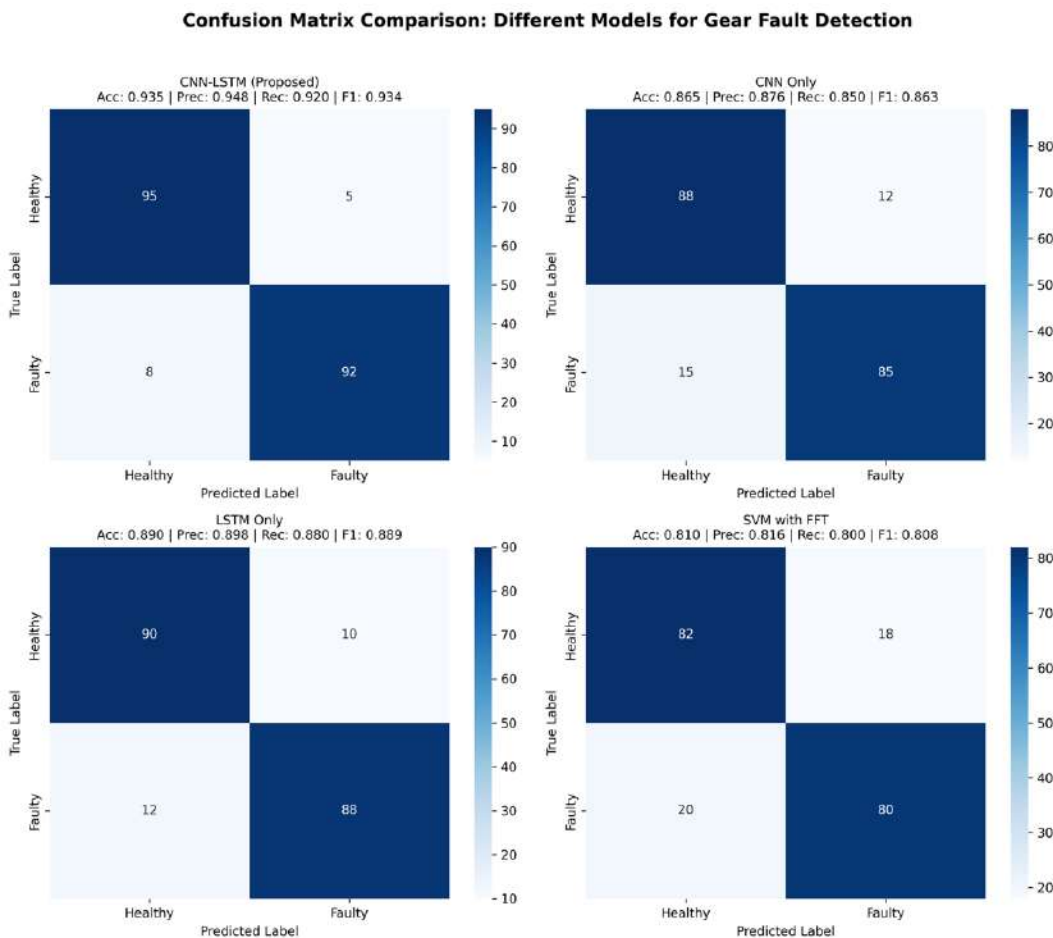 Confusion Matrix Comparison: Different Models for Gear Fault Detection
CNN-LSTM (Proposed)
Acc: 0.935 | Prec: 0.948 | Rec: 0.920 | F1: 0.934
True Label
Healthy
Faulty
95
5
8
92
Healthy
Faulty
Predicted Label
90
80
70
60
50
40
30
20
10
CNN Only
Acc: 0.865 | Prec: 0.876 | Rec: 0.850 | F1: 0.863
True Label
Healthy
Faulty
88
12
15
85
Healthy
Faulty
Predicted Label
80
70
60
50
40
30
20
LSTM Only
Acc: 0.890 | Prec: 0.898 | Rec: 0.880 | F1: 0.889
True Label
Healthy
Faulty
90
10
12
88
Healthy
Faulty
Predicted Label
90
80
70
60
50
40
30
20
10
SVM with FFT
Acc: 0.810 | Prec: 0.816 | Rec: 0.800 | F1: 0.808
True Label
Healthy
Faulty
82
18
20
80
Healthy
Faulty
Predicted Label
80
70
60
50
40
30
20